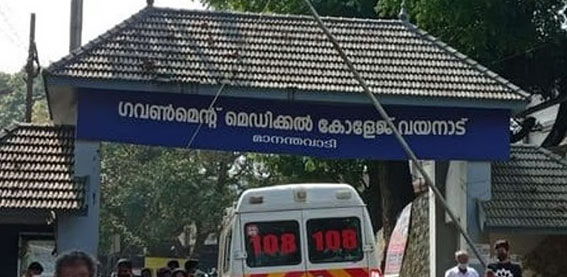 ഗവൺമെന്റ് മെഡിക്കൽ കോളേജ് വയനാട്
മാനന്തവാടി
108 108